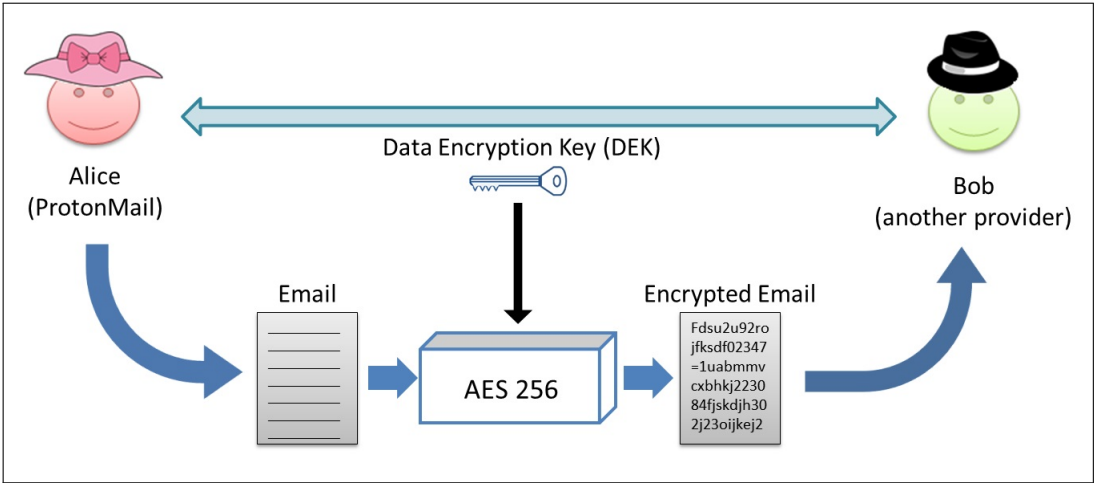 Data Encryption Key (DEK)
Alice
(ProtonMail)
Bob
(another provider)
Email
Encrypted Email
AES 256
Fdsu2u92ro
jfksdf02347
=1uabmmv
cxbhkj2230
84fjskdjh30
2j23oijkej2